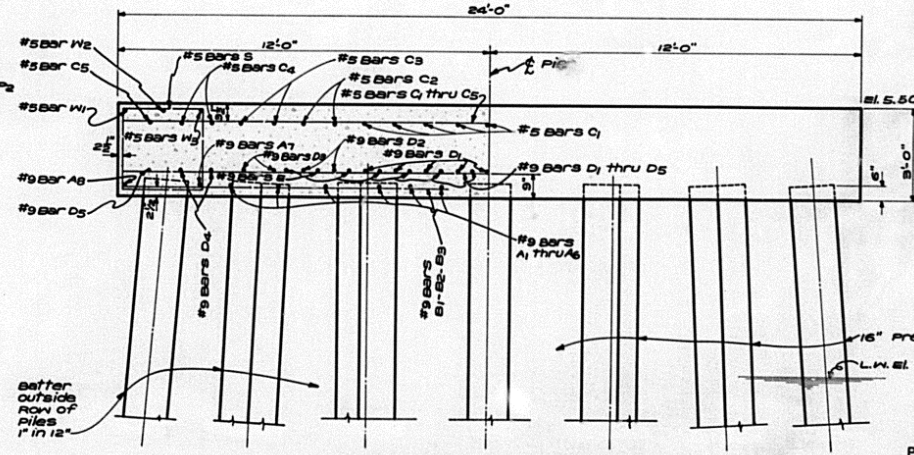 24'-0"
12'-0"
12'-0"
#5 Bar W2
#5 Bars S
#5 Bar C5
#5 Bars C4
#5 Bars C3
#5 Bars C2
#5 Bars C1 thru C5
℄
El. 5.50
#5 Bar W1
#5 Bars
#5 Bars C1
#9 Bars A7
#9 Bars D3
#9 Bars D2
#9 Bars D1
#9 Bars D1 thru D5
#9 Bar A8
#9 Bar D5
9"
6"
3'-0"
#9 Bars D4
#9 Bars
B1-B2-B3
#9 Bars
A1 thru A6
16"
L.W. El.
Batter
outside
Row of
Piles
1" in 12"